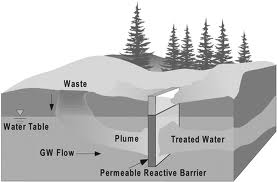 Waste
Water Table
Plume
Treated Water
GW Flow
Permeable Reactive Barrier